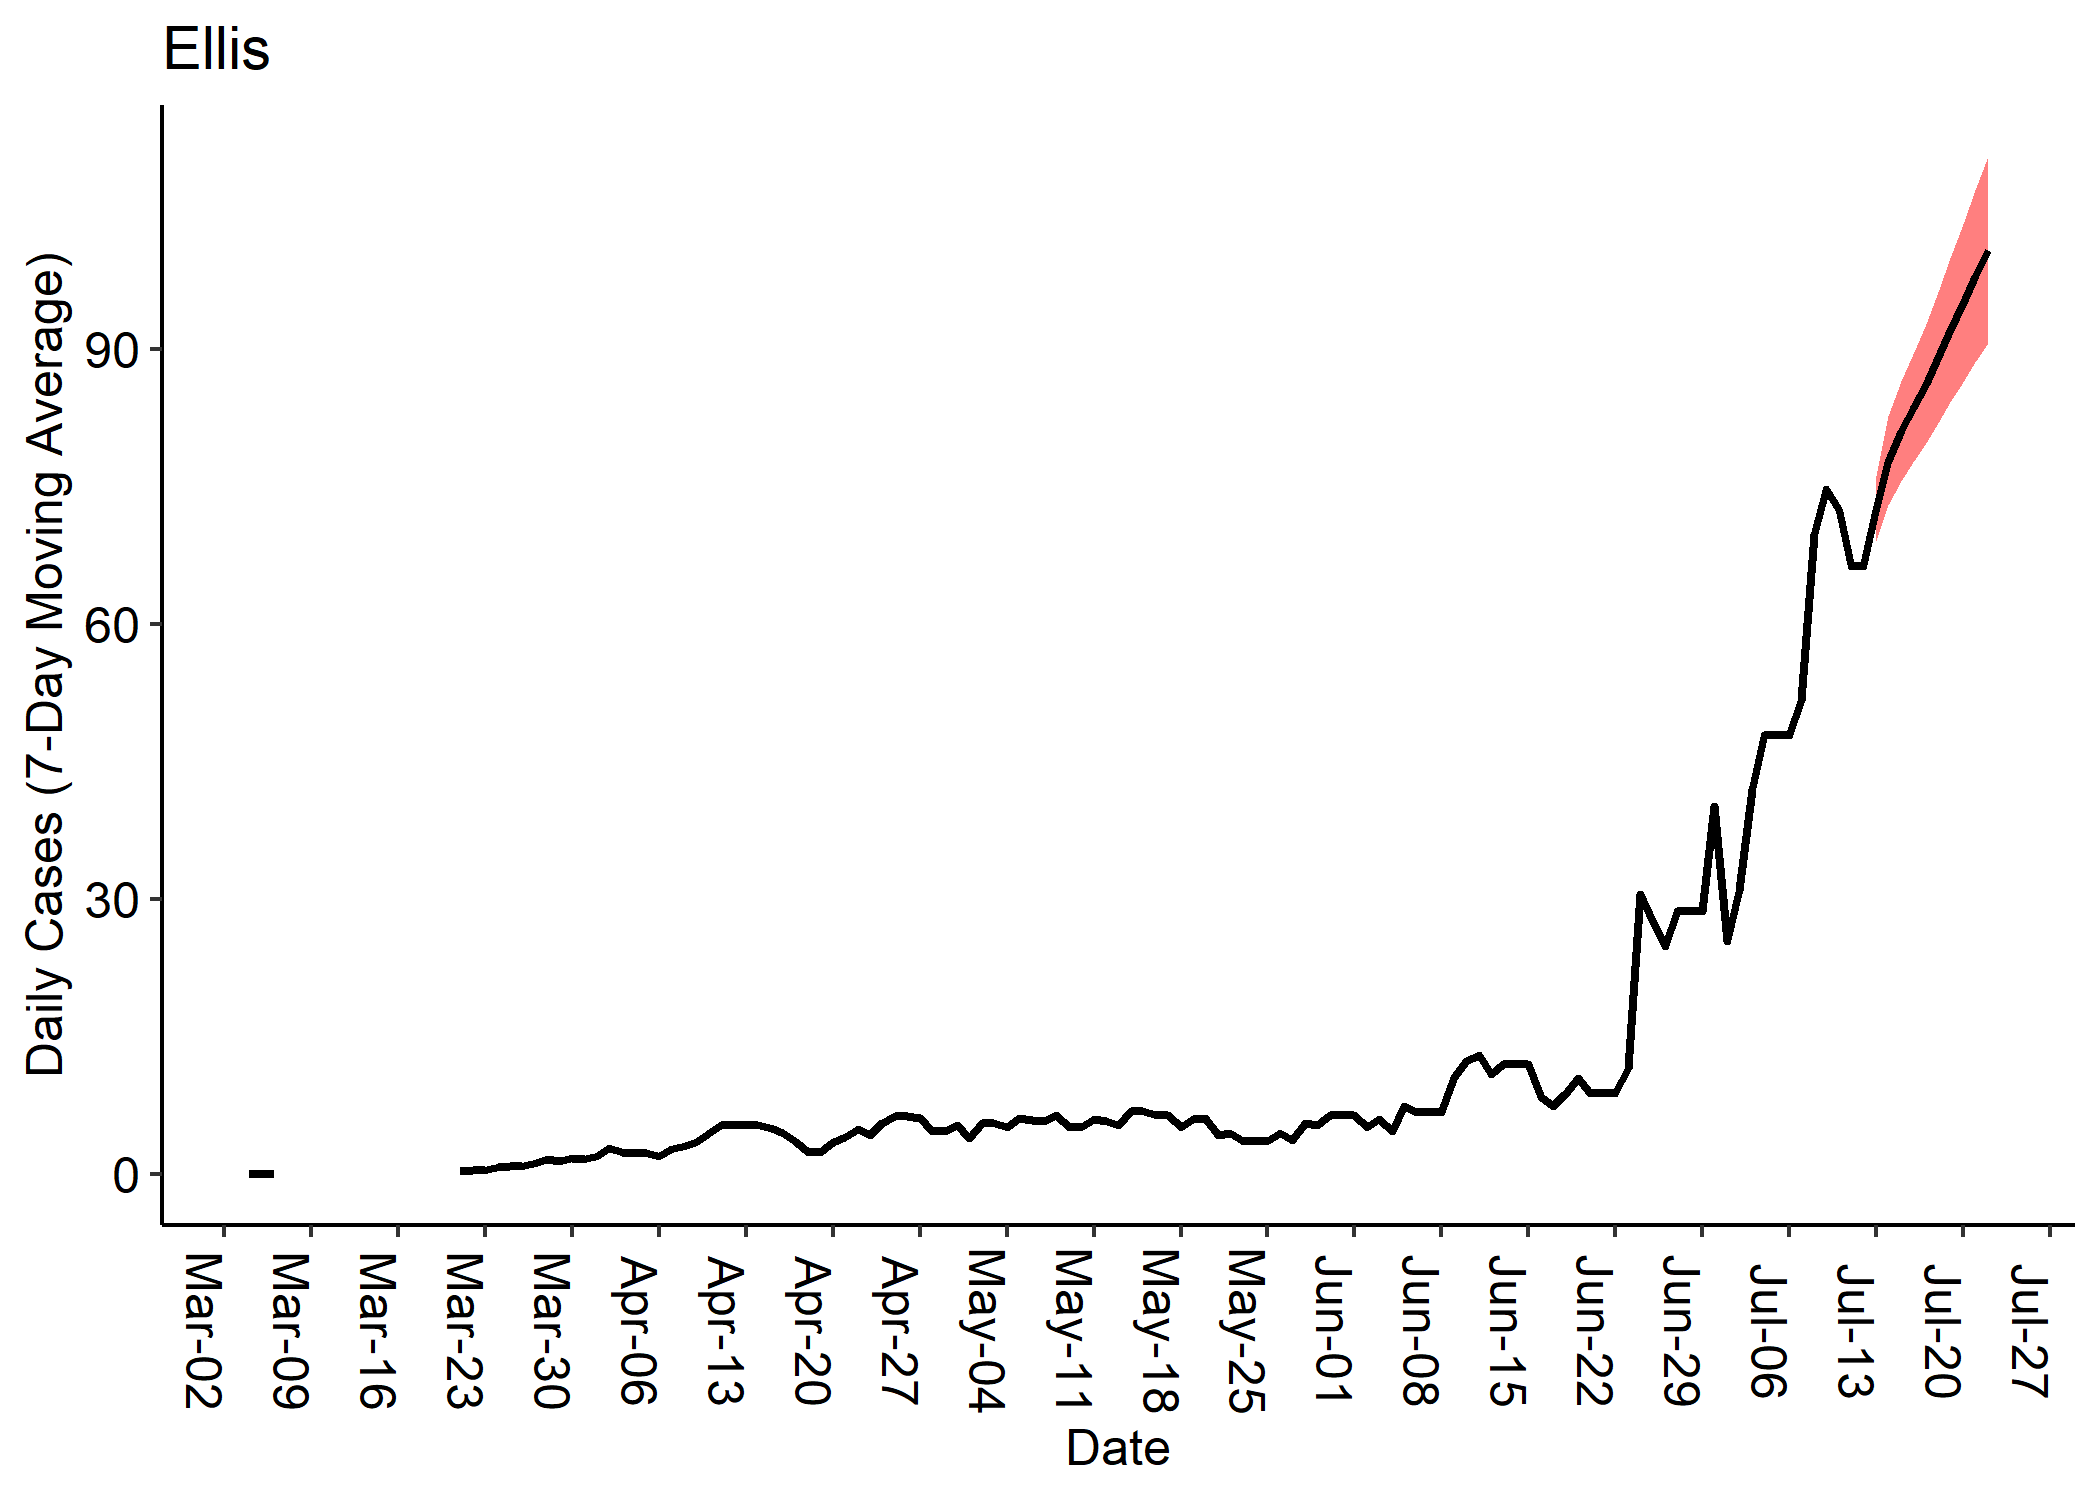 Ellis
Daily Cases (7-Day Moving Average)
90
60
30
0
Mar-02
Mar-09
Mar-16
Mar-23
Mar-30
Apr-06
Apr-13
Apr-20
Apr-27
May-04
May-11
May-18
May-25
Jun-01
Jun-08
Jun-15
Jun-22
Jun-29
Jul-06
Jul-13
Jul-20
Jul-27
Date